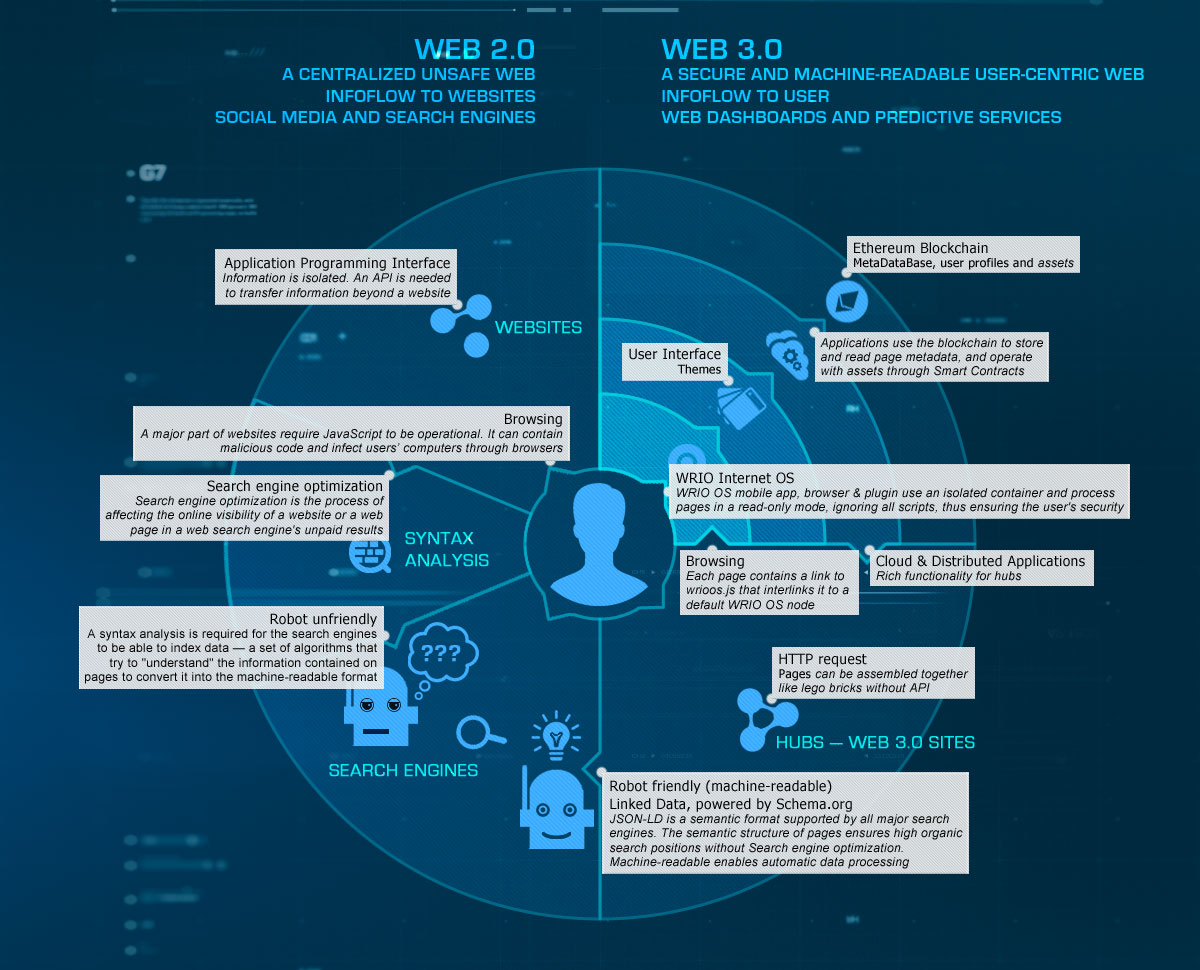 WEB 2.0
A CENTRALIZED UNSAFE WEB
INFOFLOW TO WEBSITES
SOCIAL MEDIA AND SEARCH ENGINES
WEB 3.0
A SECURE AND MACHINE-READABLE USER-CENTRIC WEB
INFOFLOW TO USER
WEB DASHBOARDS AND PREDICTIVE SERVICES
G7
Application Programming Interface
Information is isolated. An API is needed
to transfer information beyond a website
WEBSITES
Ethereum Blockchain
MetaDataBase, user profiles and assets
Applications use the blockchain to store
and read page metadata, and operate
with assets through Smart Contracts
User Interface
Themes
Browsing
A major part of websites require JavaScript to be operational. It can contain
malicious code and infect users' computers through browsers
Search engine optimization
Search engine optimization is the process of
affecting the online visibility of a website or a web
page in a web search engine's unpaid results
SYNTAX
ANALYSIS
WRIO Internet OS
WRIO OS mobile app, browser & plugin use an isolated container and process
pages in a read-only mode, ignoring all scripts, thus ensuring the user's security
Browsing
Each page contains a link to
wrioos.js that interlinks it to a
default WRIO OS node
Cloud & Distributed Applications
Rich functionality for hubs
Robot unfriendly
A syntax analysis is required for the search engines
to be able to index data — a set of algorithms that
try to "understand" the information contained on
pages to convert it into the machine-readable format
???
SEARCH ENGINES
HTTP request
Pages can be assembled together
like lego bricks without API
HUBS — WEB 3.0 SITES
Robot friendly (machine-readable)
Linked Data, powered by Schema.org
JSON-LD is a semantic format supported by all major search
engines. The semantic structure of pages ensures high organic
search positions without Search engine optimization.
Machine-readable enables automatic data processing